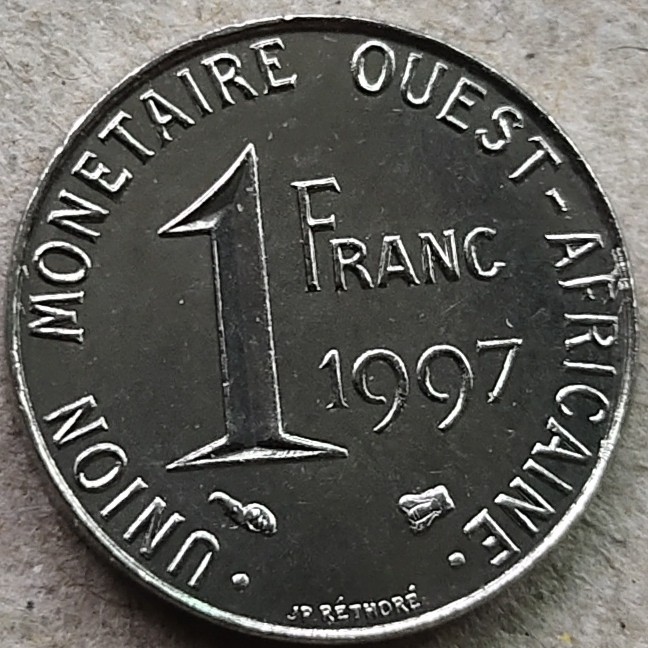 · UNION MONETAIRE OUEST-AFRICAINE ·
1
FRANC
1997
JP. RÉTHORÉ